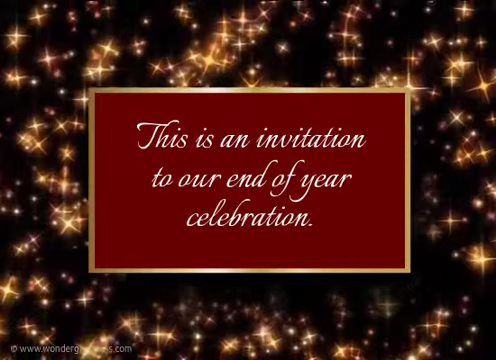 This is an invitation
to our end of year
celebration.